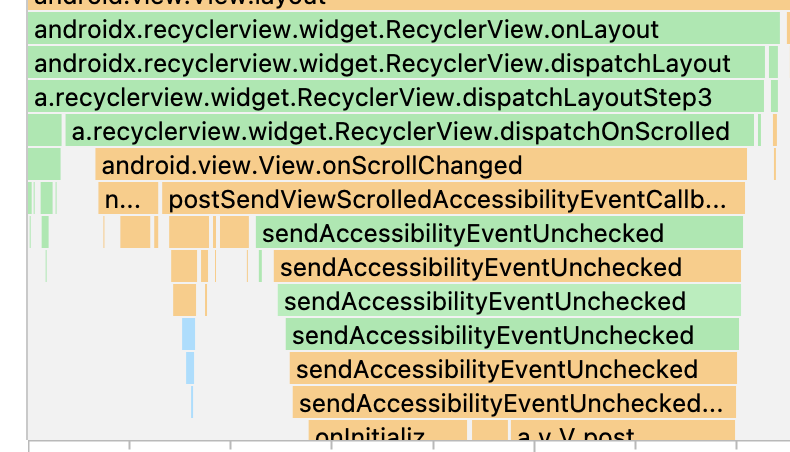 android.view.View.layout
androidx.recyclerview.widget.RecyclerView.onLayout
androidx.recyclerview.widget.RecyclerView.dispatchLayout
a.recyclerview.widget.RecyclerView.dispatchLayoutStep3
a.recyclerview.widget.RecyclerView.dispatchOnScrolled
android.view.View.onScrollChanged
n... postSendViewScrolledAccessibilityEventCallb...
sendAccessibilityEventUnchecked
sendAccessibilityEventUnchecked
sendAccessibilityEventUnchecked
sendAccessibilityEventUnchecked
sendAccessibilityEventUnchecked
sendAccessibilityEventUnchecked...
onInitializ... a.v.V.post...